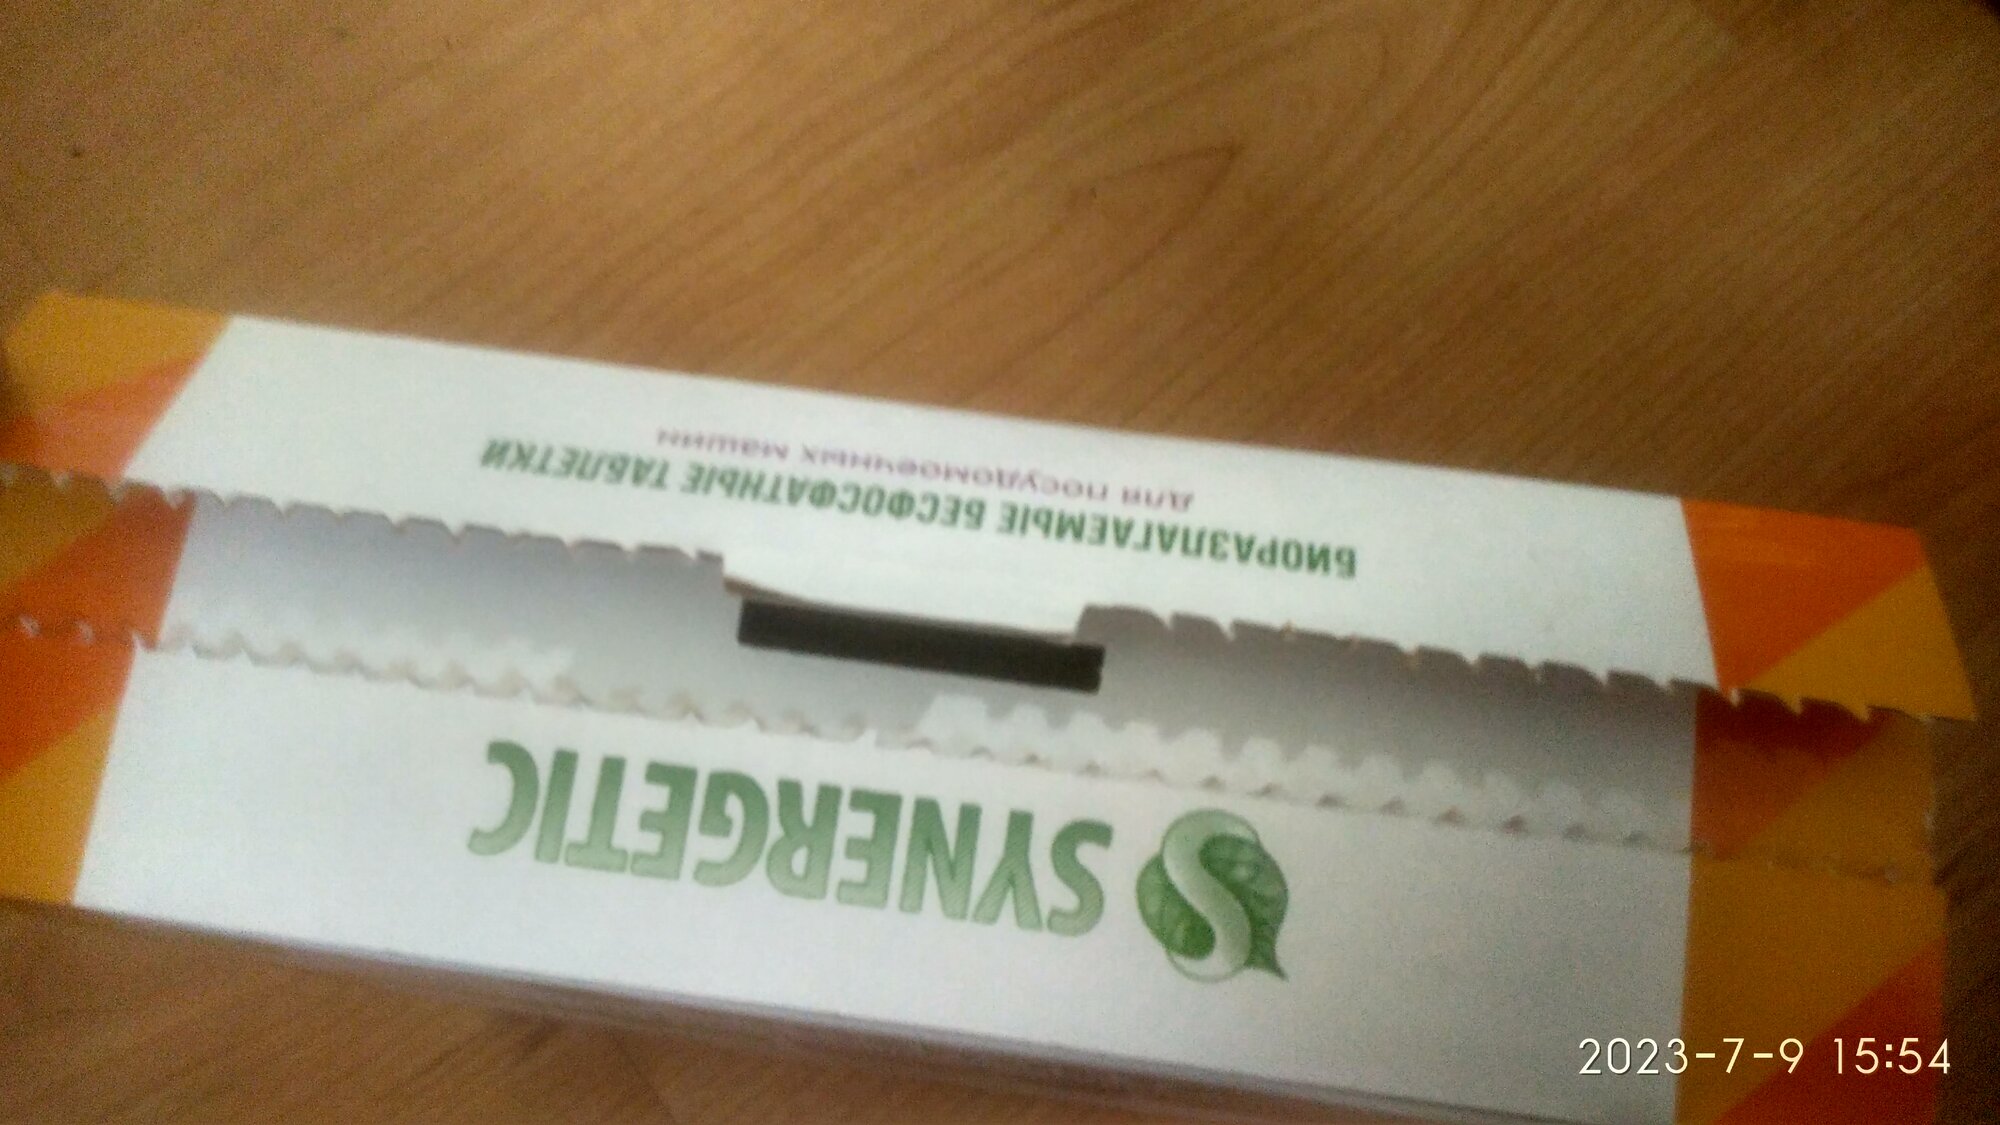 SYNERGETIC
БИОРАЗЛАГАЕМЫЕ БЕСФОСФАТНЫЕ ТАБЛЕТКИ
для посудомоечных машин
2023-7-9 15:54